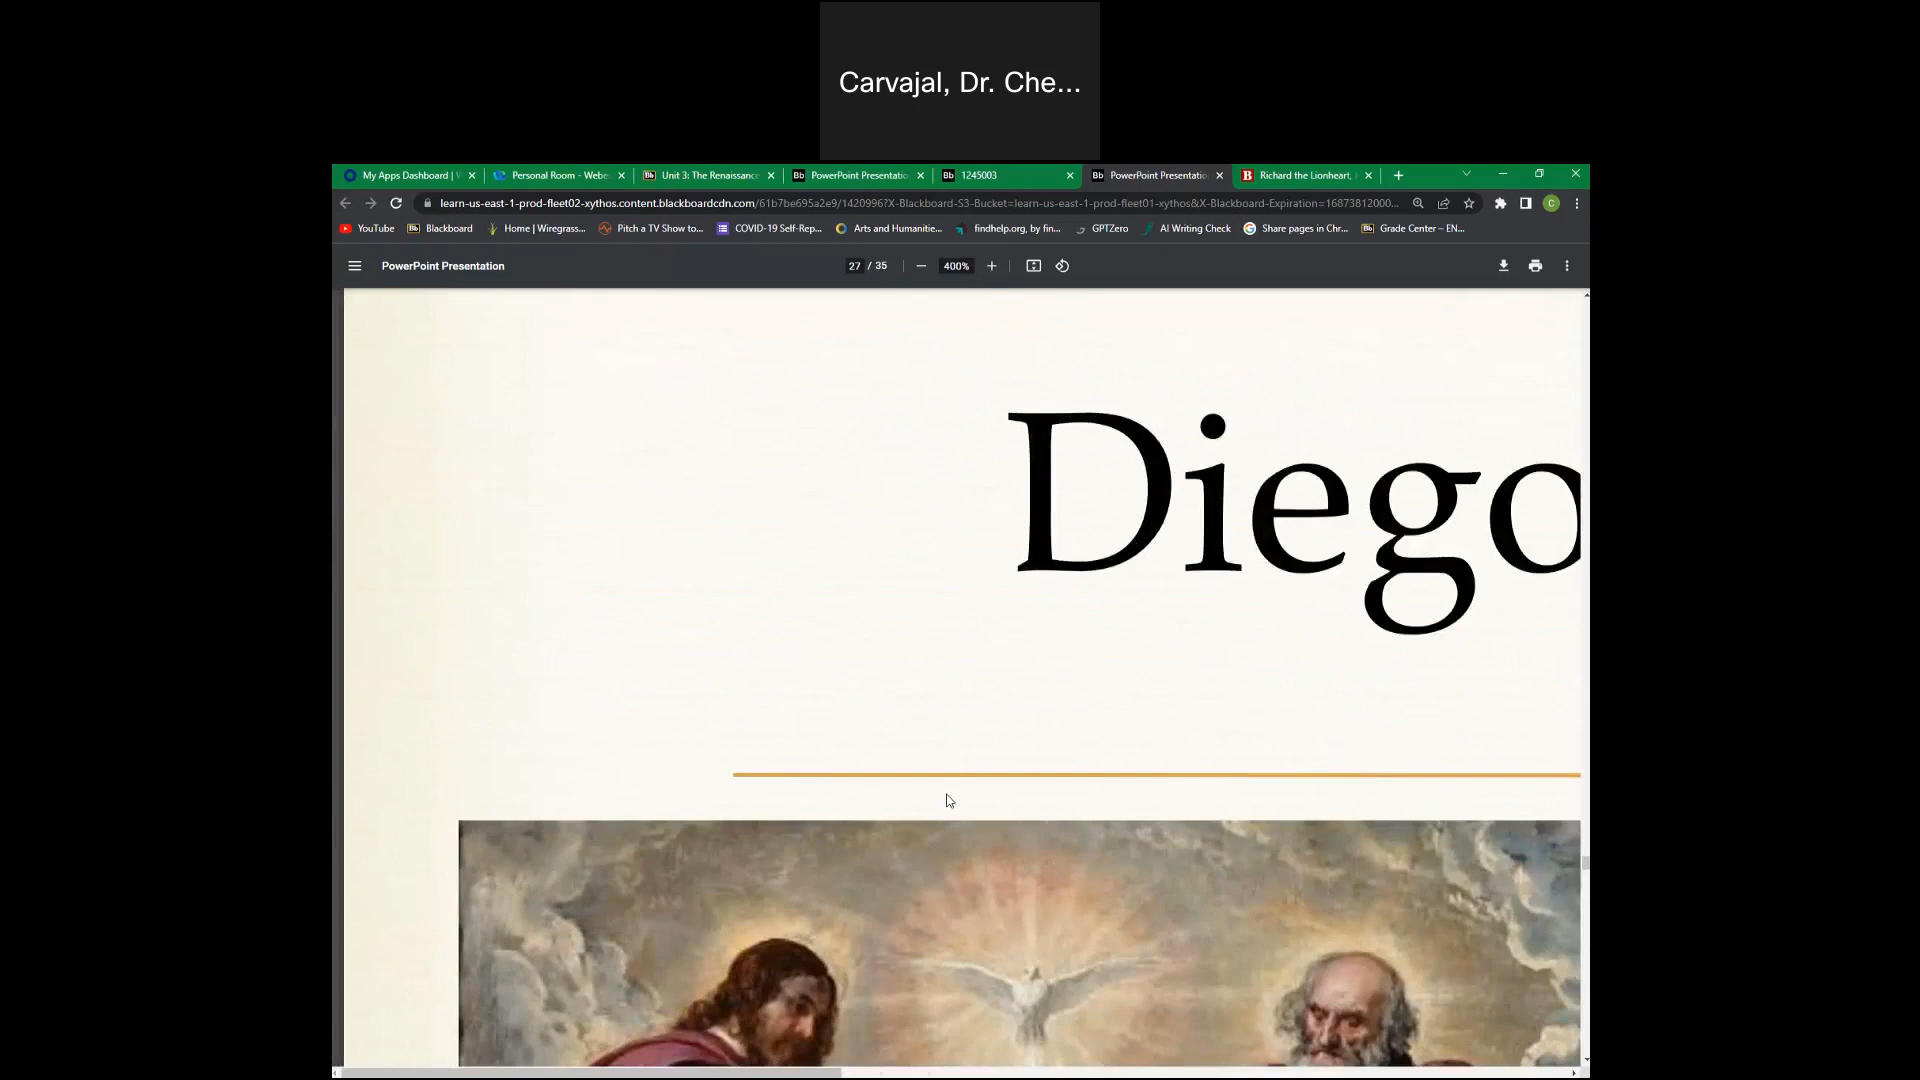 Carvajal, Dr. Che...
My Apps Dashboard | W
Personal Room - Webe
Unit 3: The Renaissance
PowerPoint Presentatio
1245003
PowerPoint Presentatio
Richard the Lionheart,
learn-us-east-1-prod-fleet02-xythos.content.blackboardcdn.com/61b7be695a2e9/1420996?X-Blackboard-S3-Bucket=learn-us-east-1-prod-fleet01-xythos&X-Blackboard-Expiration=16873812000...
YouTube Blackboard Home | Wiregrass... Pitch a TV Show to... COVID-19 Self-Rep... Arts and Humanitie... findhelp.org, by fin... GPTZero AI Writing Check Share pages in Chr... Grade Center – EN...
PowerPoint Presentation 27 / 35 400%
Diego